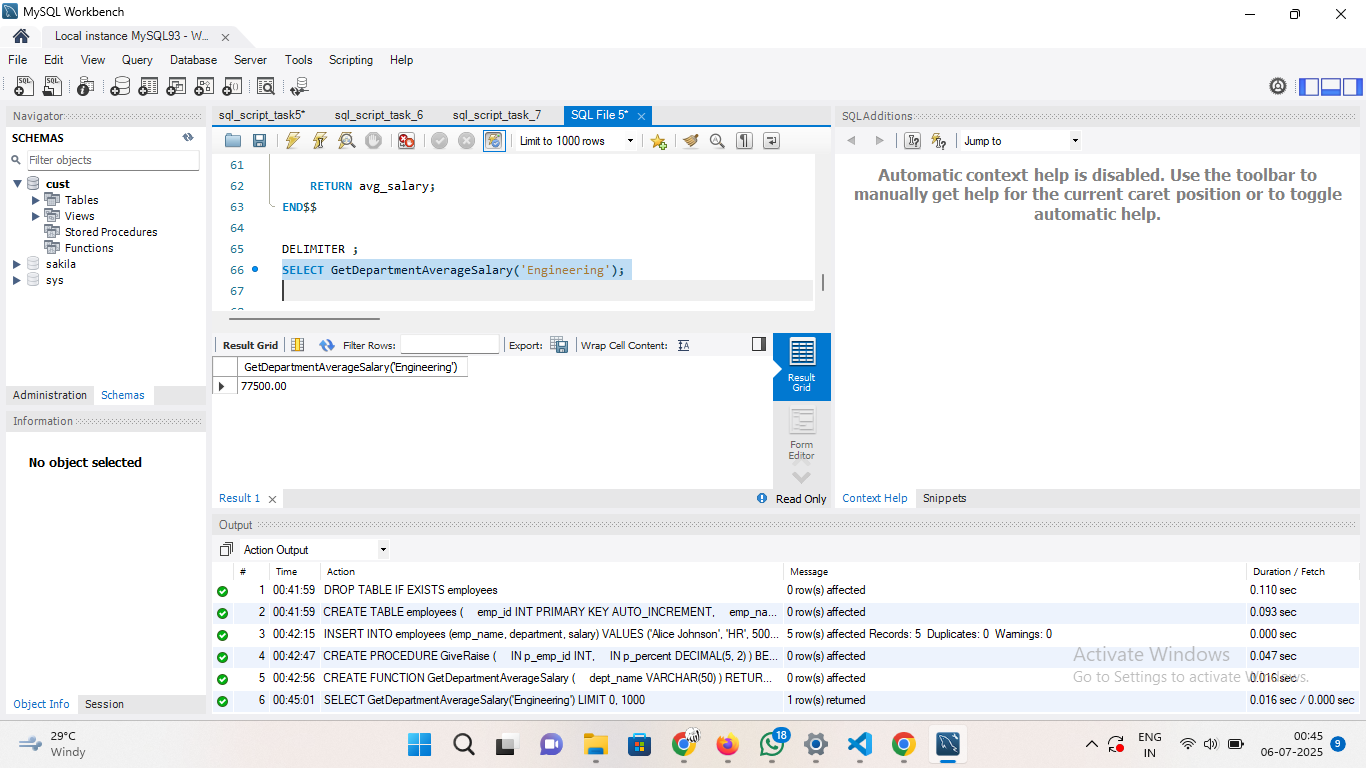 MySQL Workbench
Local instance MySQL93 - W...
File Edit View Query Database Server Tools Scripting Help
Navigator
SCHEMAS
Filter objects
cust
Tables
Views
Stored Procedures
Functions
sakila
sys
Administration Schemas
Information
No object selected
Object Info Session
sql_script_task5* sql_script_task_6 sql_script_task_7 SQL File 5*
Limit to 1000 rows
61
62 RETURN avg_salary;
63 END$$
64
65 DELIMITER ;
66 SELECT GetDepartmentAverageSalary('Engineering');
67
Result Grid Filter Rows: Export: Wrap Cell Content:
GetDepartmentAverageSalary('Engineering')
77500.00
Result Grid
Form Editor
Result 1 Read Only
SQLAdditions
Jump to
Automatic context help is disabled. Use the toolbar to
manually get help for the current caret position or to toggle
automatic help.
Context Help Snippets
Output
Action Output
# Time Action Message Duration / Fetch
1 00:41:59 DROP TABLE IF EXISTS employees 0 row(s) affected 0.110 sec
2 00:41:59 CREATE TABLE employees ( emp_id INT PRIMARY KEY AUTO_INCREMENT, emp_na... 0 row(s) affected 0.093 sec
3 00:42:15 INSERT INTO employees (emp_name, department, salary) VALUES ('Alice Johnson', 'HR', 500... 5 row(s) affected Records: 5 Duplicates: 0 Warnings: 0 0.000 sec
4 00:42:47 CREATE PROCEDURE GiveRaise ( IN p_emp_id INT, IN p_percent DECIMAL(5, 2) ) BE... 0 row(s) affected 0.047 sec
5 00:42:56 CREATE FUNCTION GetDepartmentAverageSalary ( dept_name VARCHAR(50) ) RETUR... 0 row(s) affected 0.016 sec
6 00:45:01 SELECT GetDepartmentAverageSalary('Engineering') LIMIT 0, 1000 1 row(s) returned 0.016 sec / 0.000 sec
Activate Windows
Go to Settings to activate Windows.
29°C
Windy
18
ENG
IN
00:45
06-07-2025
9